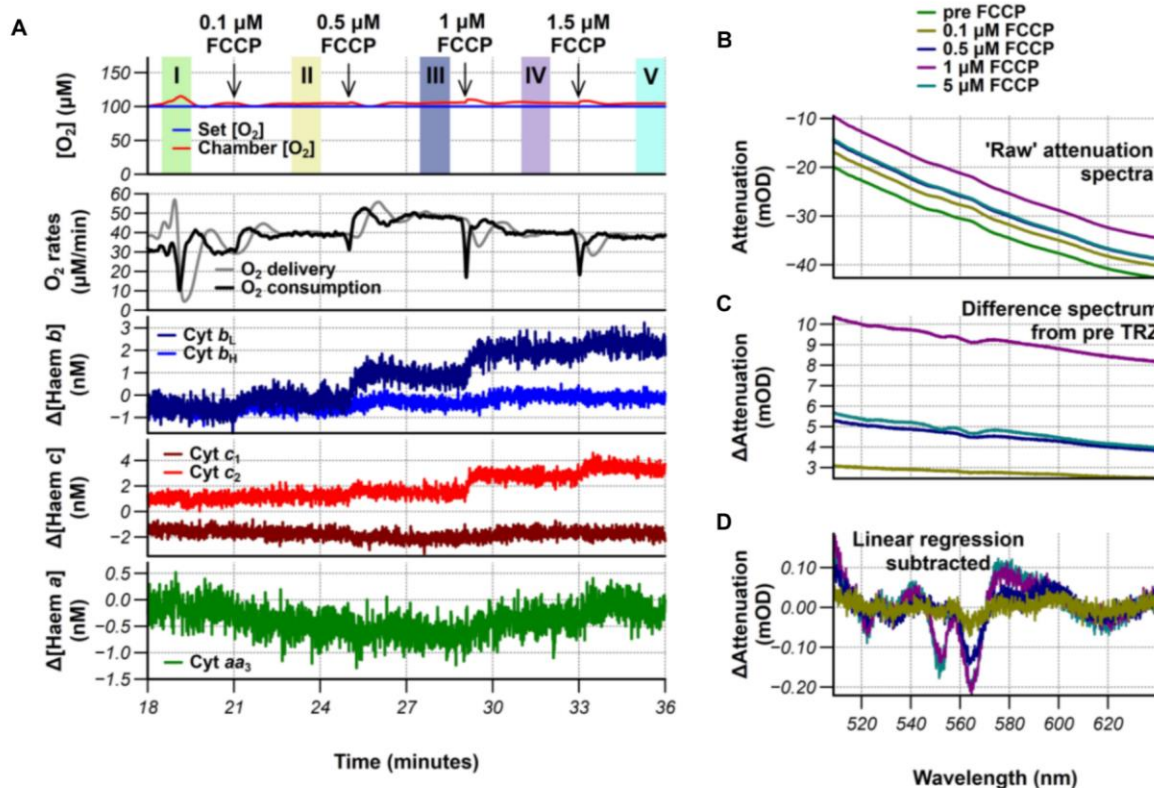 A
0.1 µM
FCCP
0.5 µM
FCCP
1 µM
FCCP
1.5 µM
FCCP
[O₂] (µM)
150
100
50
0
I
II
III
IV
V
Set [O₂]
Chamber [O₂]
O₂ rates
(µM/min)
60
50
40
30
20
10
0
O₂ delivery
O₂ consumption
Δ[Haem b]
(nM)
3
2
1
0
−1
Cyt bL
Cyt bH
Δ[Haem c]
(nM)
4
2
0
−2
Cyt c₁
Cyt c₂
Δ[Haem a]
(nM)
0.5
0.0
−0.5
−1.0
−1.5
Cyt aa₃
18
21
24
27
30
33
36
Time (minutes)
pre FCCP
0.1 µM FCCP
0.5 µM FCCP
1 µM FCCP
5 µM FCCP
B
Attenuation
(mOD)
−10
−20
−30
−40
'Raw' attenuation
spectra
C
ΔAttenuation
(mOD)
10
9
8
7
6
5
4
3
Difference spectrum
from pre TRZ
D
ΔAttenuation
(mOD)
0.10
0.00
−0.10
−0.20
Linear regression
subtracted
520
540
560
580
600
620
Wavelength (nm)